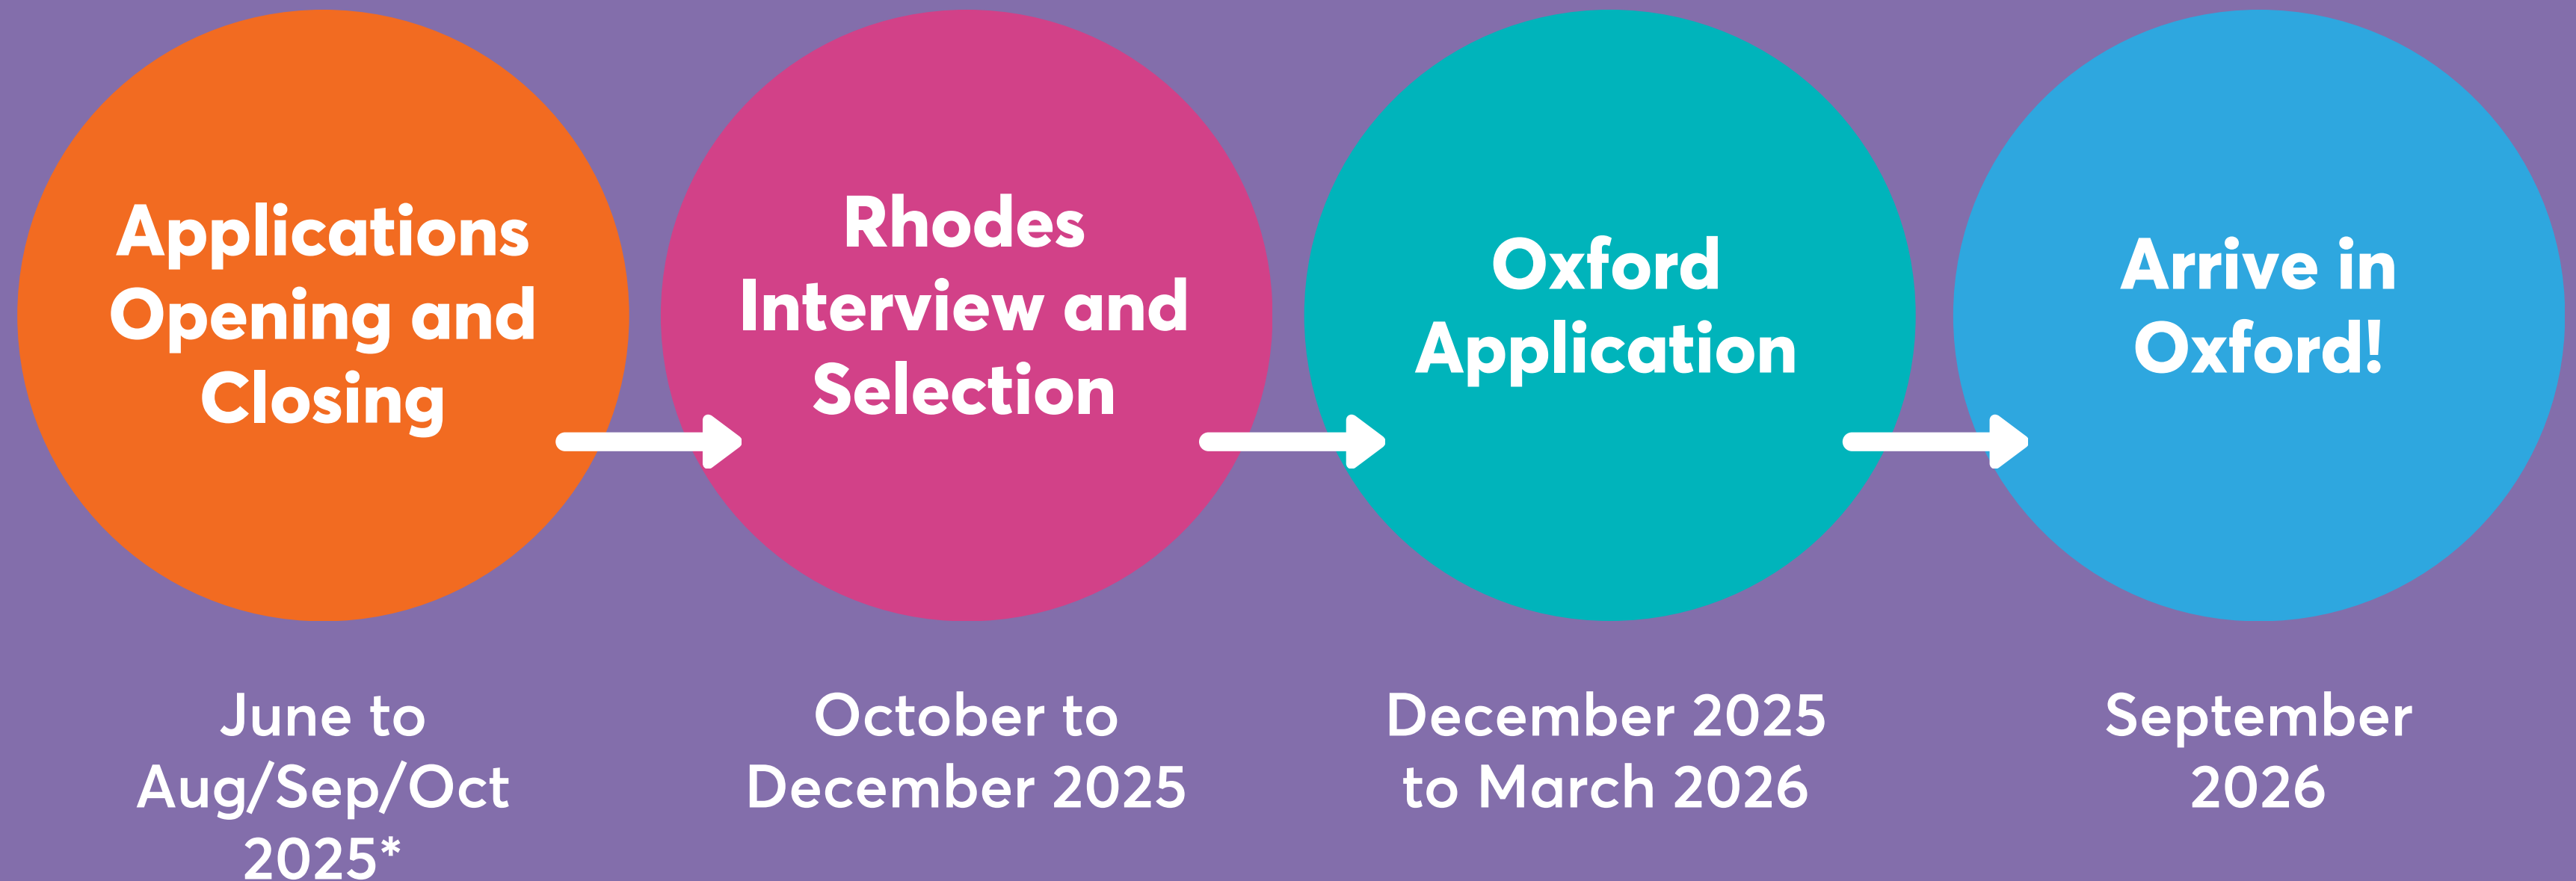 Applications
Opening and
Closing
Rhodes
Interview and
Selection
Oxford
Application
Arrive in
Oxford!
June to
Aug/Sep/Oct
2025*
October to
December 2025
December 2025
to March 2026
September
2026